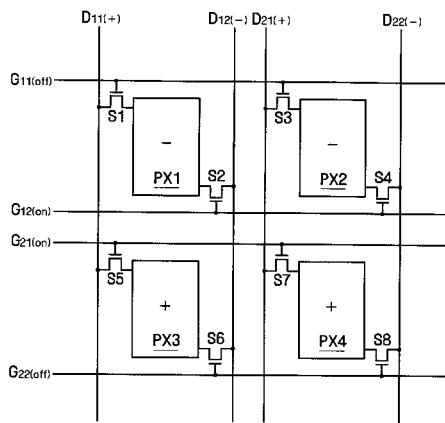 D11(+) D12(-) D21(+) D22(-)
G11(off)
S1 S3
- -
PX1 S2 PX2 S4
G12(on)
G21(on)
S5 S7
+ +
PX3 S6 PX4 S8
G22(off)